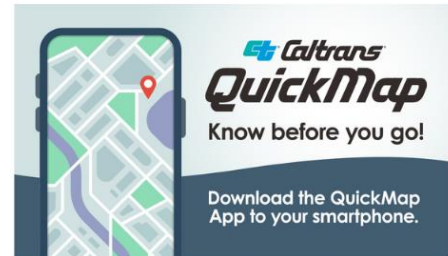 Caltrans
QuickMap
Know before you go!
Download the QuickMap
App to your smartphone.